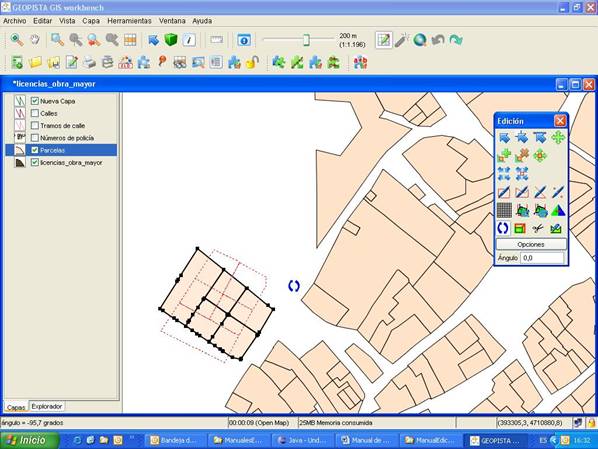 GEOPISTA GIS workbench
Archivo Editar Vista Capa Herramientas Ventana Ayuda
200 m
(1:1.196)
*licencias_obra_mayor
Nueva Capa
Calles
Tramos de calle
Números de policía
Parcelas
licencias_obra_mayor
Edición
Opciones
Ángulo 0,0
Capas Explorador
ángulo = -95,7 grados 00:00:09 (Open Map) 25MB Memoria consumida (393305,3, 4710880,8)
Inicio Bandeja d... ManualesE... Java - Und... Manual de ... ManualEdic... GEOPISTA ... ES 16:32